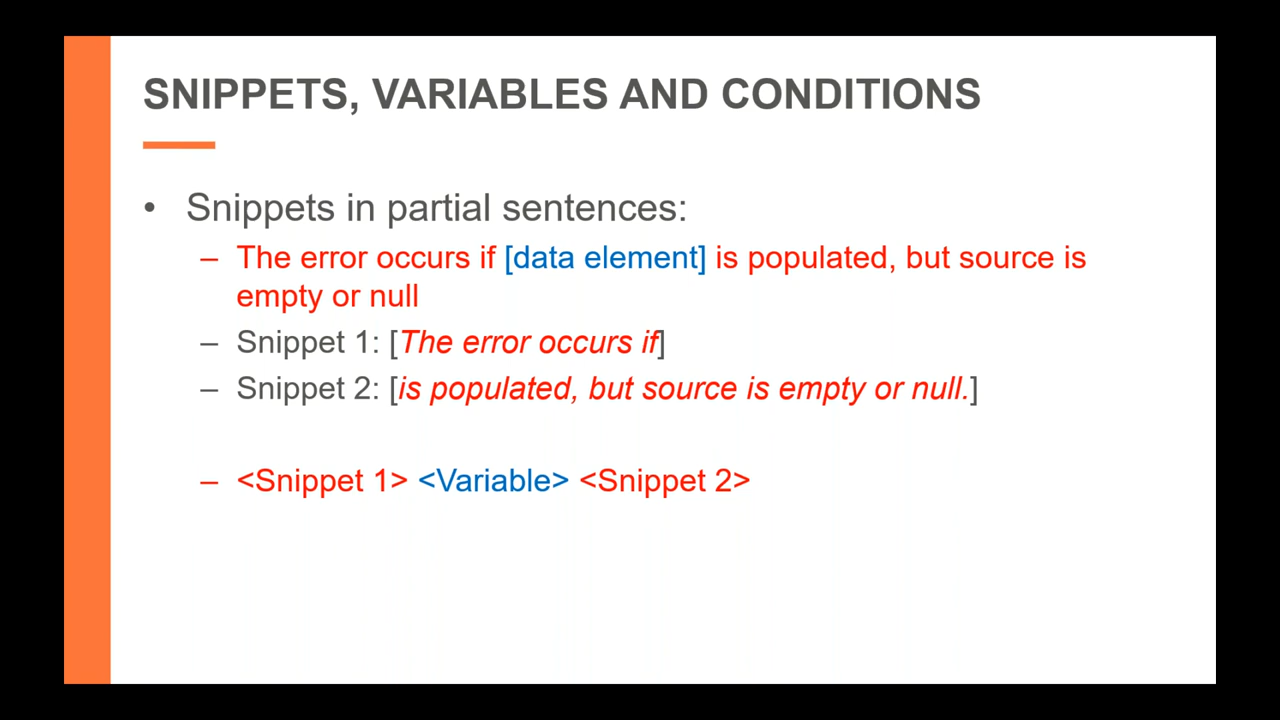 SNIPPETS, VARIABLES AND CONDITIONS
• Snippets in partial sentences:
– The error occurs if [data element] is populated, but source is
empty or null
– Snippet 1: [The error occurs if]
– Snippet 2: [is populated, but source is empty or null.]
– <Snippet 1> <Variable> <Snippet 2>